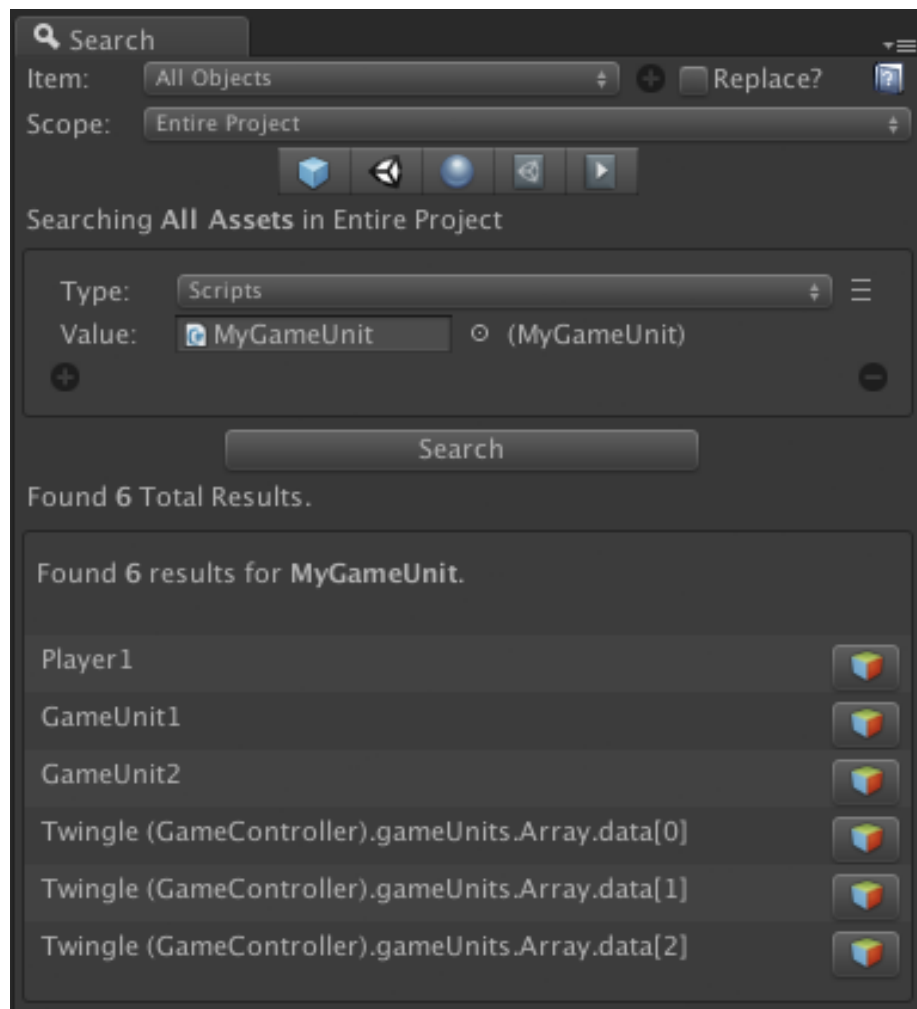 Search
Item: All Objects Replace?
Scope: Entire Project
Searching All Assets in Entire Project
Type: Scripts
Value: MyGameUnit (MyGameUnit)
Search
Found 6 Total Results.
Found 6 results for MyGameUnit.
Player1
GameUnit1
GameUnit2
Twingle (GameController).gameUnits.Array.data[0]
Twingle (GameController).gameUnits.Array.data[1]
Twingle (GameController).gameUnits.Array.data[2]